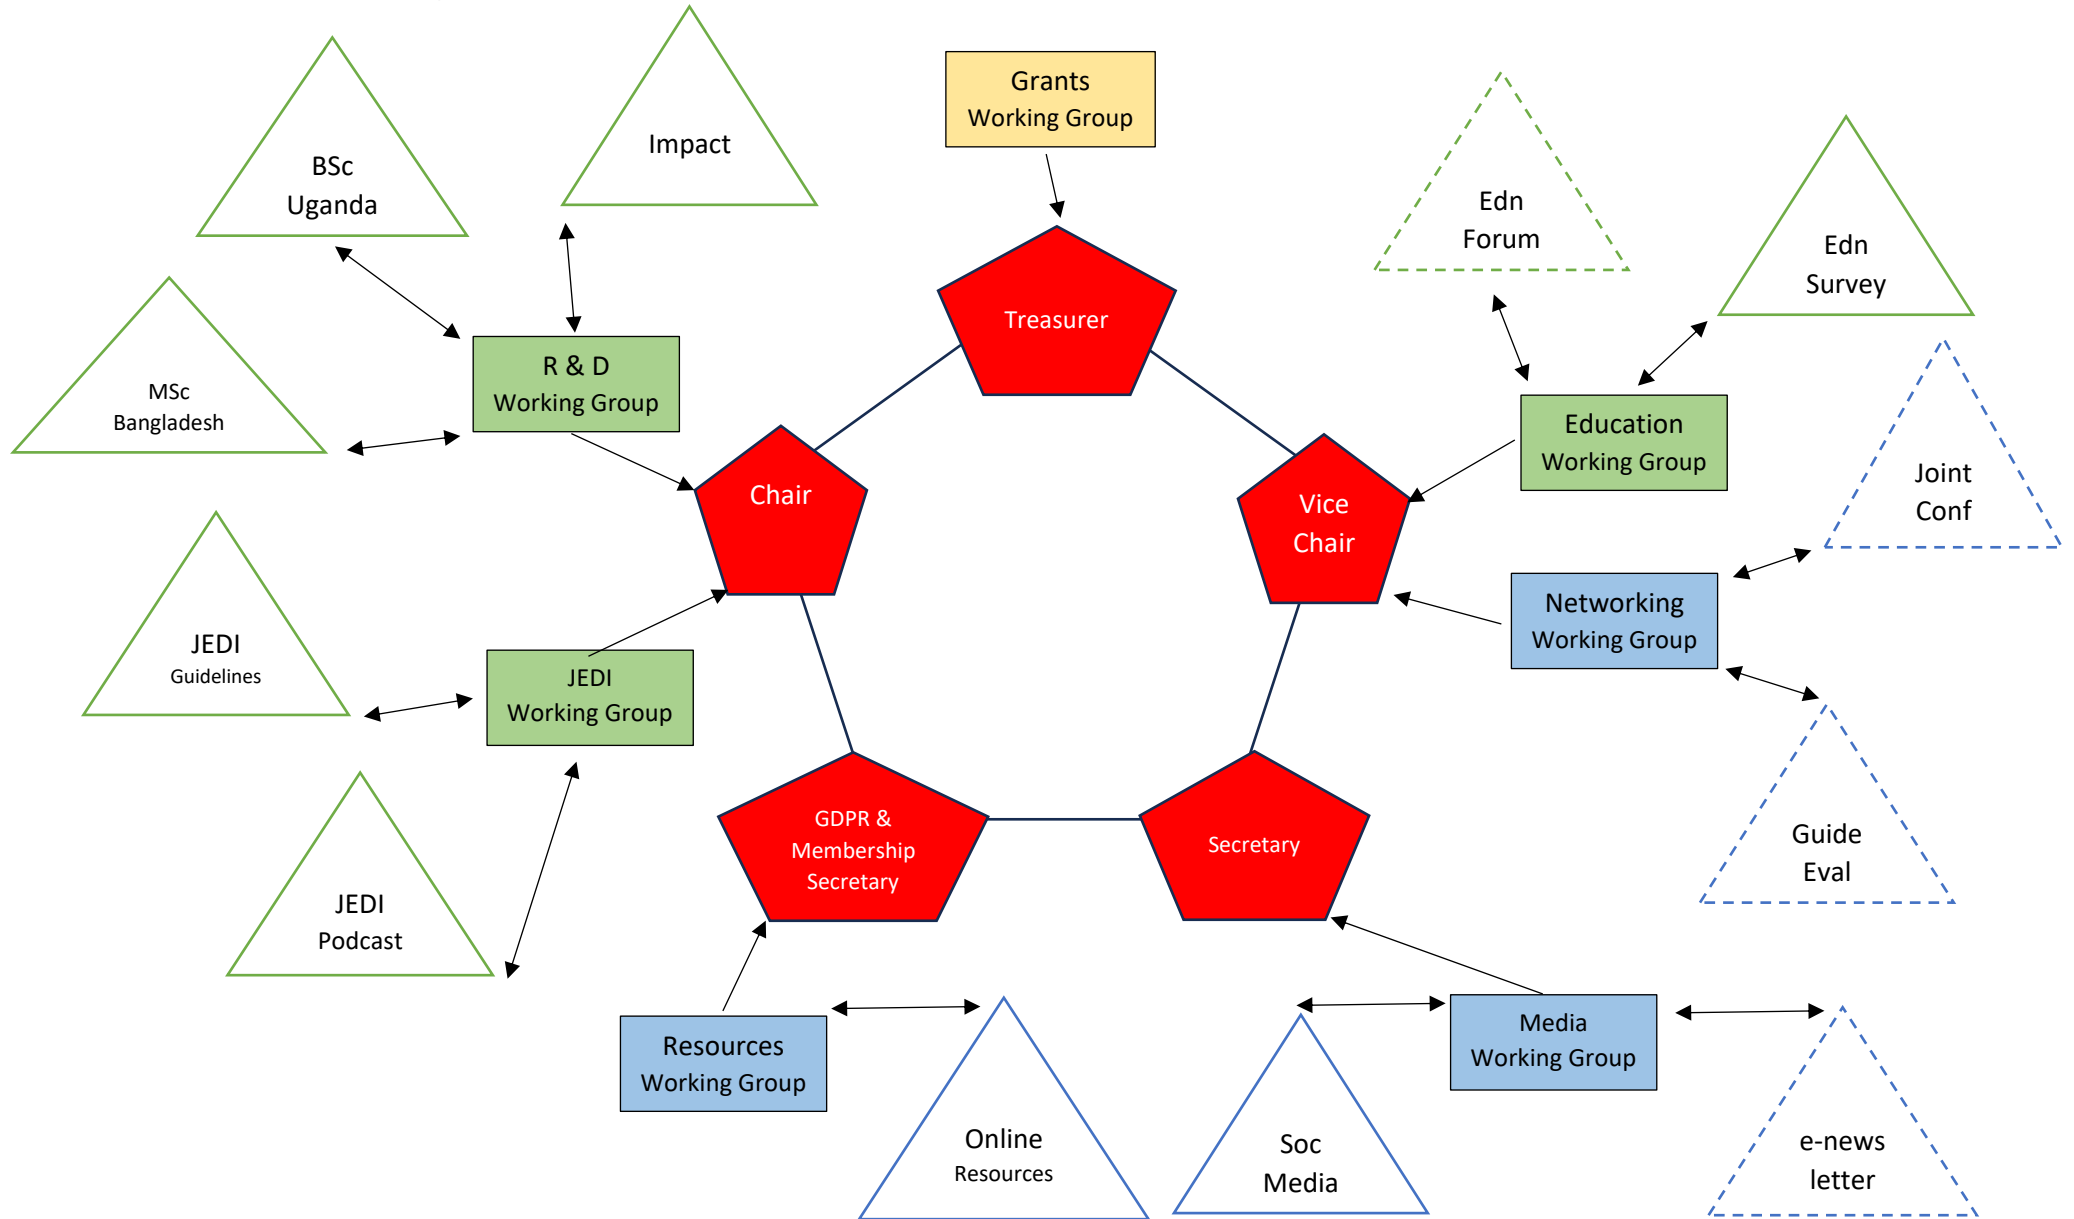 Impact
BSc
Uganda
Grants
Working Group
Edn
Forum
Edn
Survey
Treasurer
R & D
Working Group
MSc
Bangladesh
Education
Working Group
Chair
Vice
Chair
Joint
Conf
Networking
Working Group
JEDI
Guidelines
JEDI
Working Group
GDPR &
Membership
Secretary
Secretary
Guide
Eval
JEDI
Podcast
Resources
Working Group
Media
Working Group
Online
Resources
Soc
Media
e-news
letter